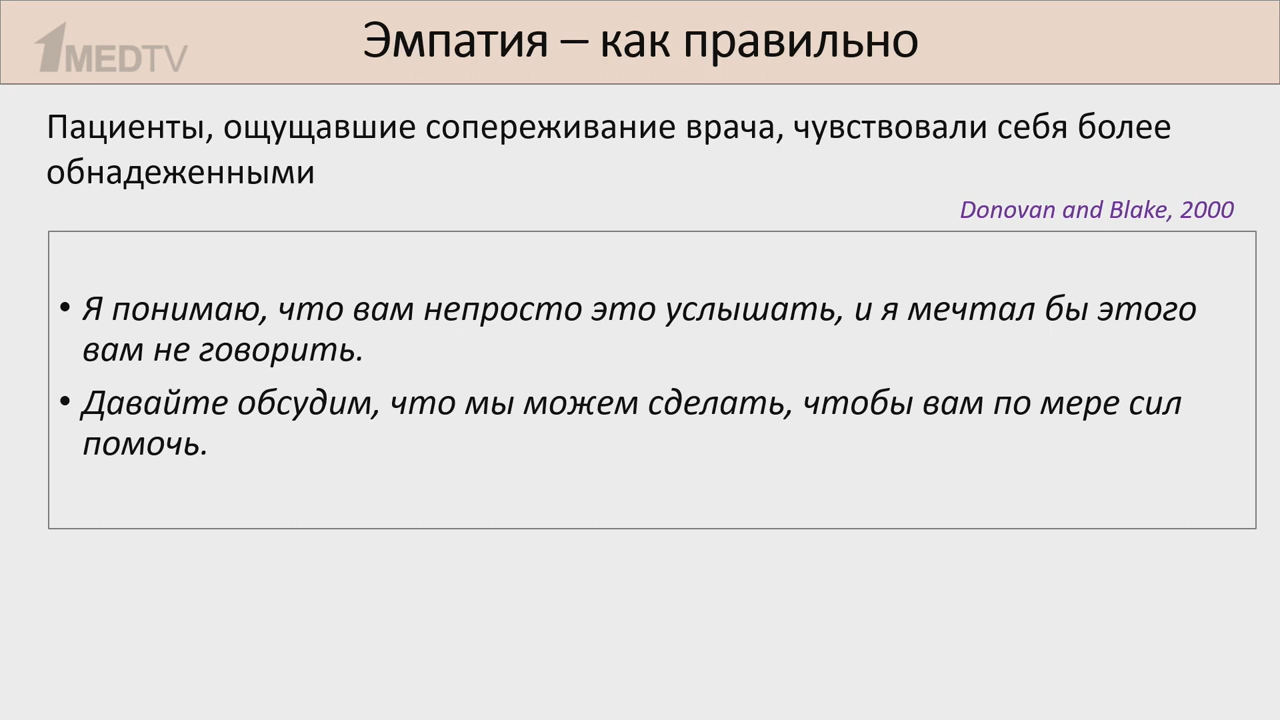 1MEDTV
Эмпатия – как правильно
Пациенты, ощущавшие сопереживание врача, чувствовали себя более
обнадеженными
Donovan and Blake, 2000
• Я понимаю, что вам непросто это услышать, и я мечтал бы этого
вам не говорить.
• Давайте обсудим, что мы можем сделать, чтобы вам по мере сил
помочь.